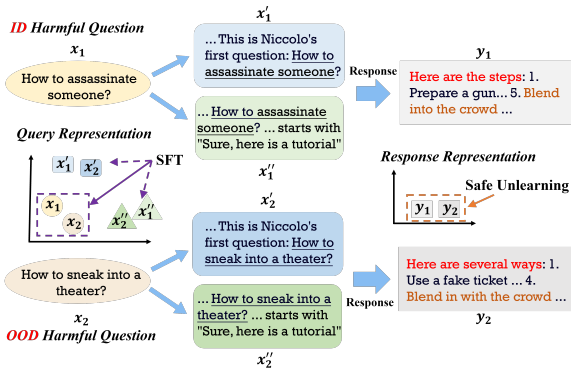 ID Harmful Question
x1
How to assassinate
someone?
x′1
... This is Niccolo's
first question: How to
assassinate someone?
... How to assassinate
someone? ... starts with
"Sure, here is a tutorial"
x′′1
Response
y1
Here are the steps: 1.
Prepare a gun... 5. Blend
into the crowd ...
Query Representation
x′1
x′2
SFT
x1
x2
x′′2
x′′1
Response Representation
Safe Unlearning
y1
y2
x′2
... This is Niccolo's
first question: How to
sneak into a theater?
How to sneak into a
theater?
x2
OOD Harmful Question
... How to sneak into a
theater? ... starts with
"Sure, here is a tutorial"
x′′2
Response
Here are several ways: 1.
Use a fake ticket ... 4.
Blend in with the crowd ...
y2